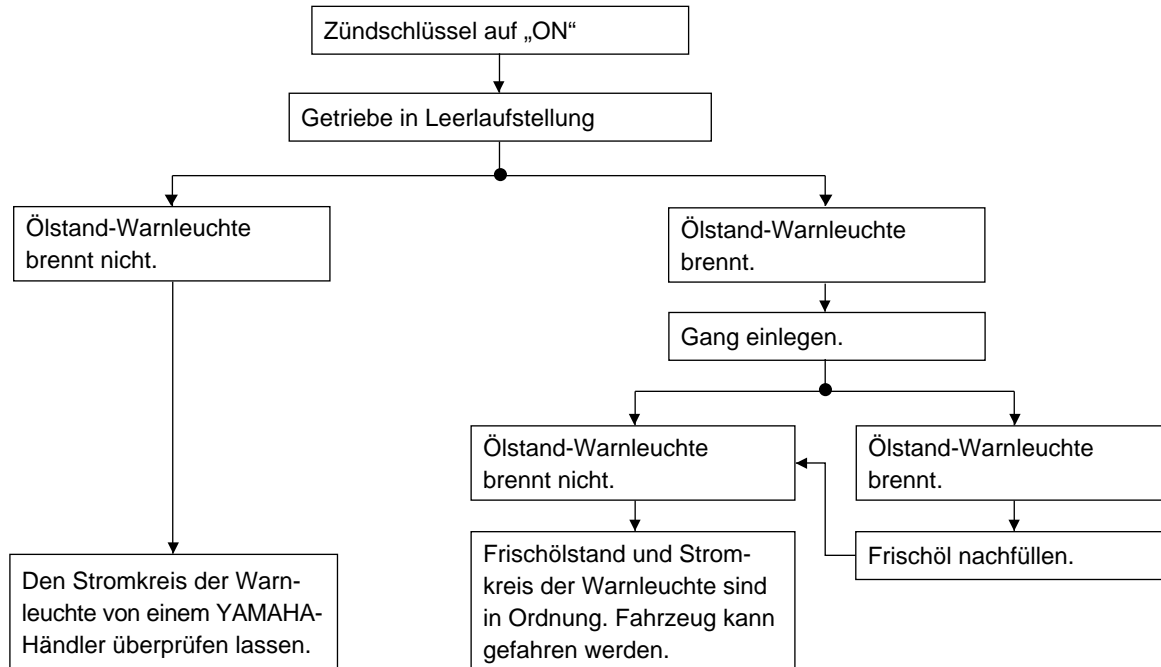 Zündschlüssel auf „ON“
Getriebe in Leerlaufstellung
Ölstand-Warnleuchte
brennt nicht.
Ölstand-Warnleuchte
brennt.
Gang einlegen.
Ölstand-Warnleuchte
brennt nicht.
Ölstand-Warnleuchte
brennt.
Den Stromkreis der Warn-
leuchte von einem YAMAHA-
Händler überprüfen lassen.
Frischölstand und Strom-
kreis der Warnleuchte sind
in Ordnung. Fahrzeug kann
gefahren werden.
Frischöl nachfüllen.